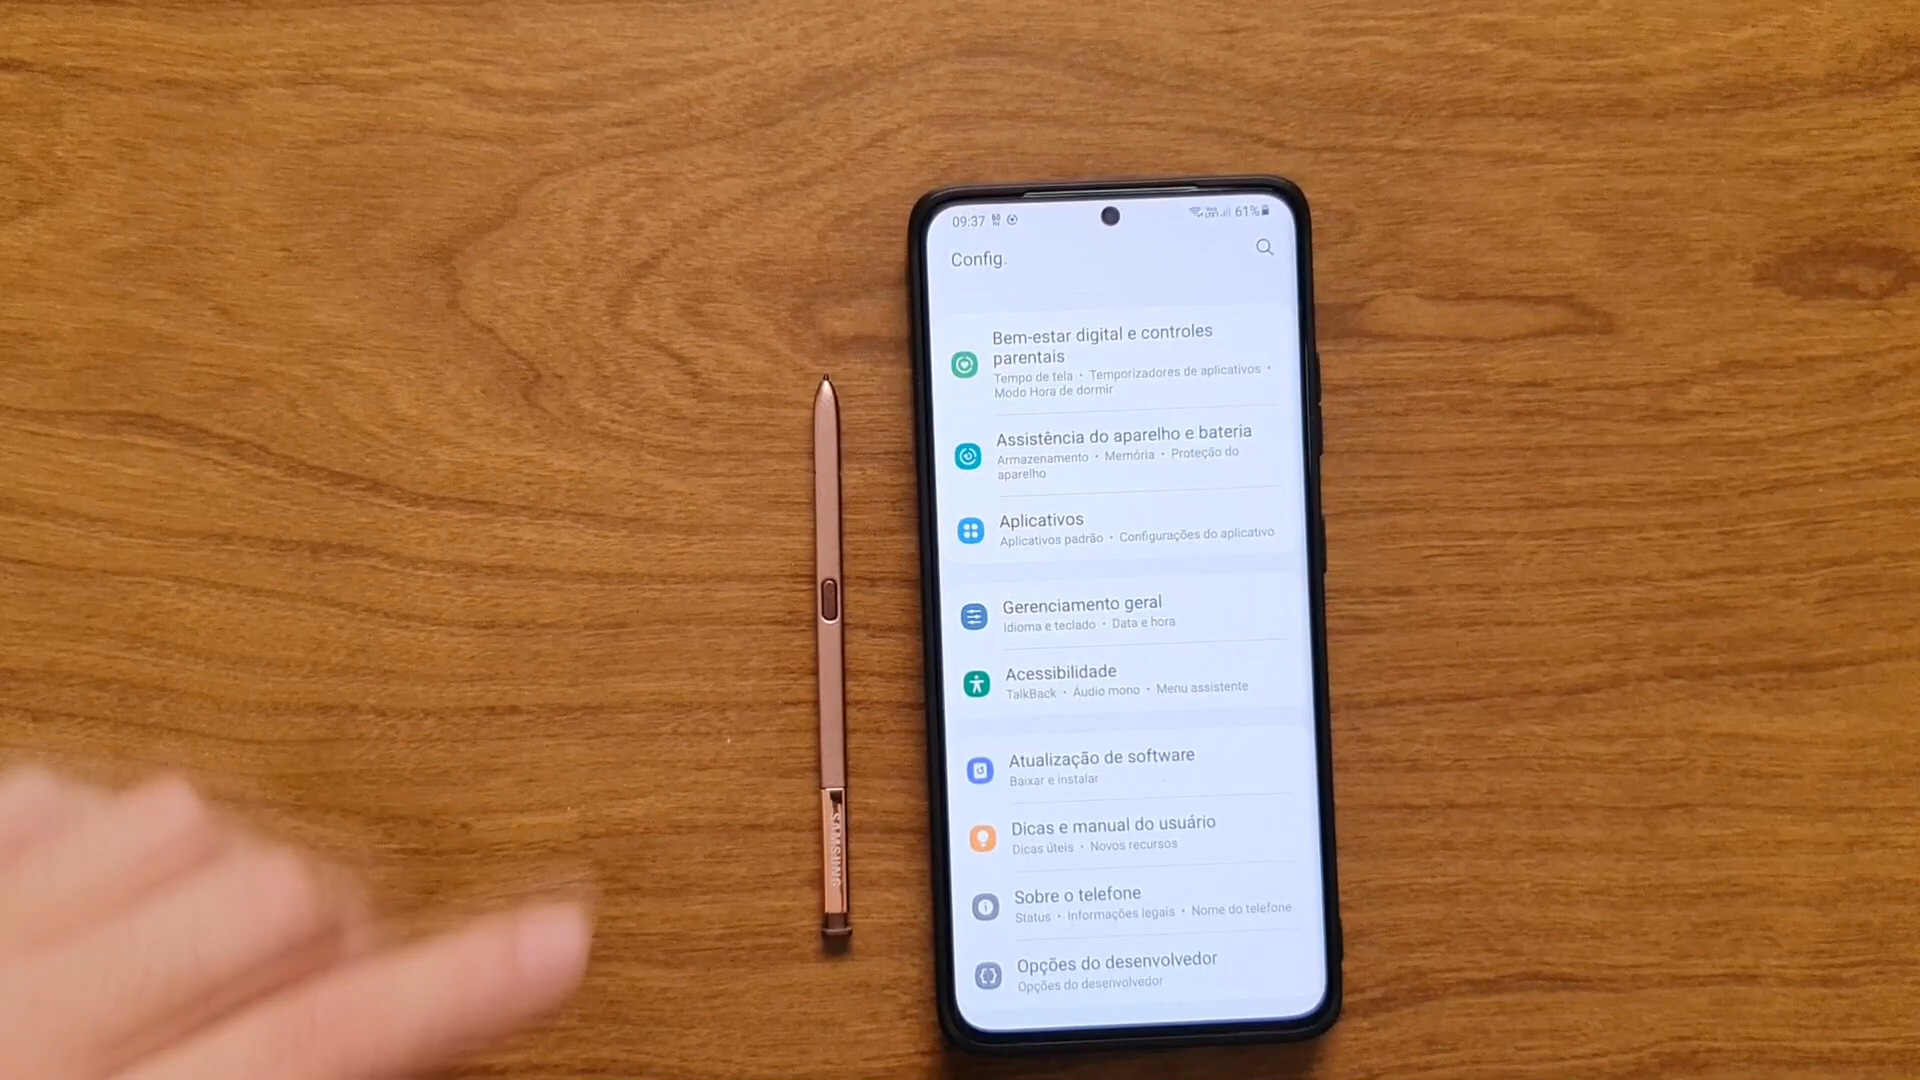 09:37
61%
Config.
Bem-estar digital e controles
parentais
Tempo de tela • Temporizadores de aplicativos •
Modo Hora de dormir
Assistência do aparelho e bateria
Armazenamento • Memória • Proteção do
aparelho
Aplicativos
Aplicativos padrão • Configurações do aplicativo
Gerenciamento geral
Idioma e teclado • Data e hora
Acessibilidade
TalkBack • Áudio mono • Menu assistente
Atualização de software
Baixar e instalar
Dicas e manual do usuário
Dicas úteis • Novos recursos
Sobre o telefone
Status • Informações legais • Nome do telefone
Opções do desenvolvedor
Opções do desenvolvedor
SAMSUNG